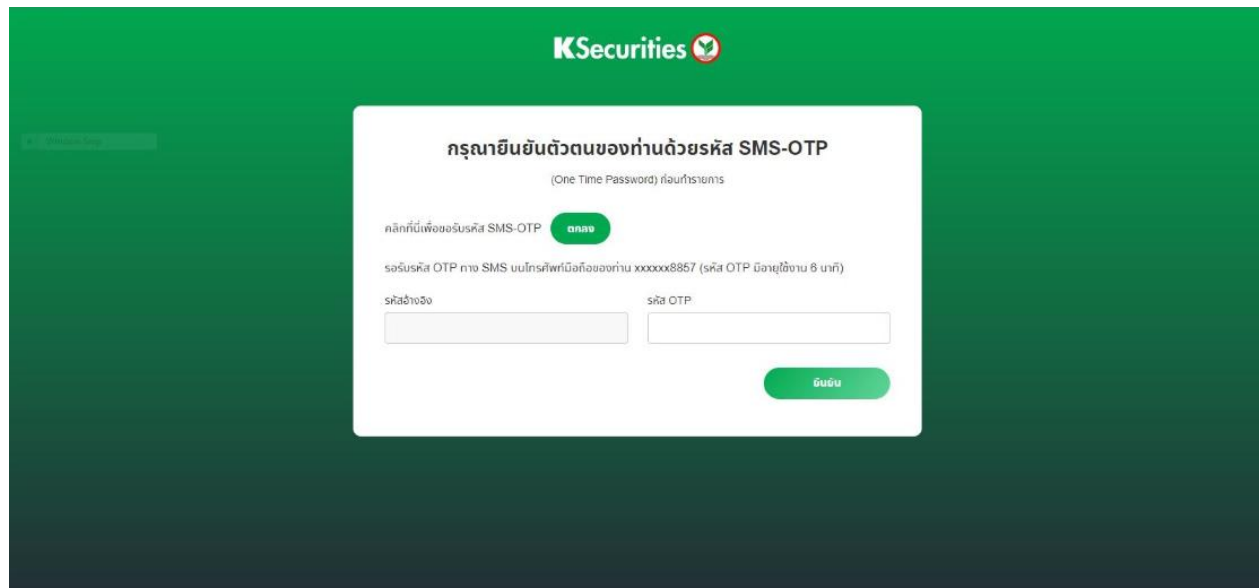 KSecurities
กรุณายืนยันตัวตนของท่านด้วยรหัส SMS-OTP
(One Time Password) ก่อนทำรายการ
คลิกที่นี่เพื่อขอรับรหัส SMS-OTP ตกลง
รอรับรหัส OTP ทาง SMS บนโทรศัพท์มือถือของท่าน xxxxxx8857 (รหัส OTP มีอายุใช้งาน 6 นาที)
รหัสอ้างอิง รหัส OTP
ยืนยัน